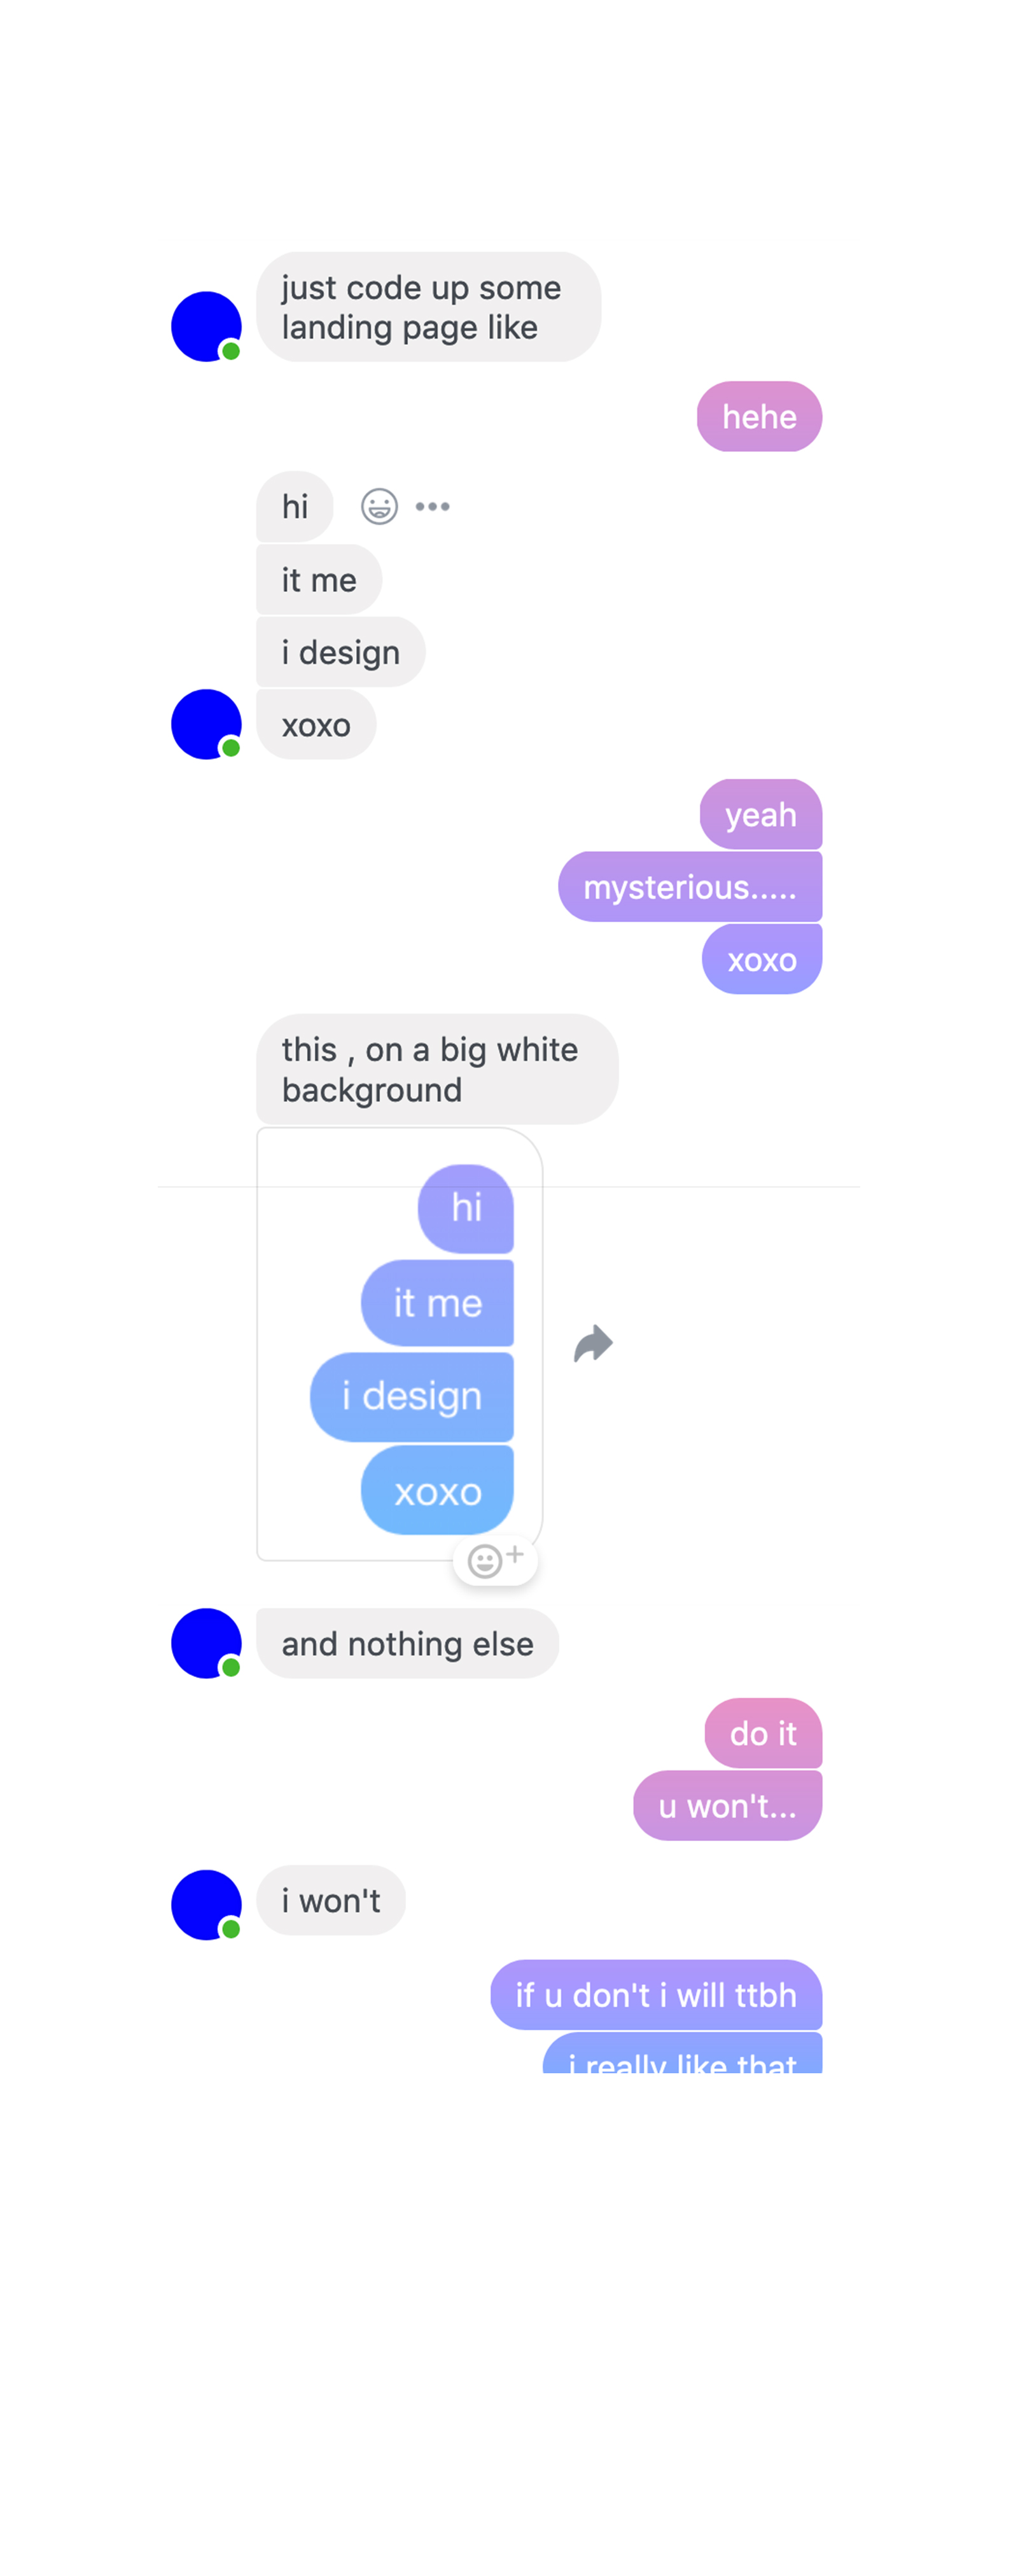 just code up some
landing page like
hehe
hi
it me
i design
xoxo
yeah
mysterious.....
xoxo
this , on a big white
background
hi
it me
i design
xoxo
and nothing else
do it
u won't...
i won't
if u don't i will ttbh
i really like that